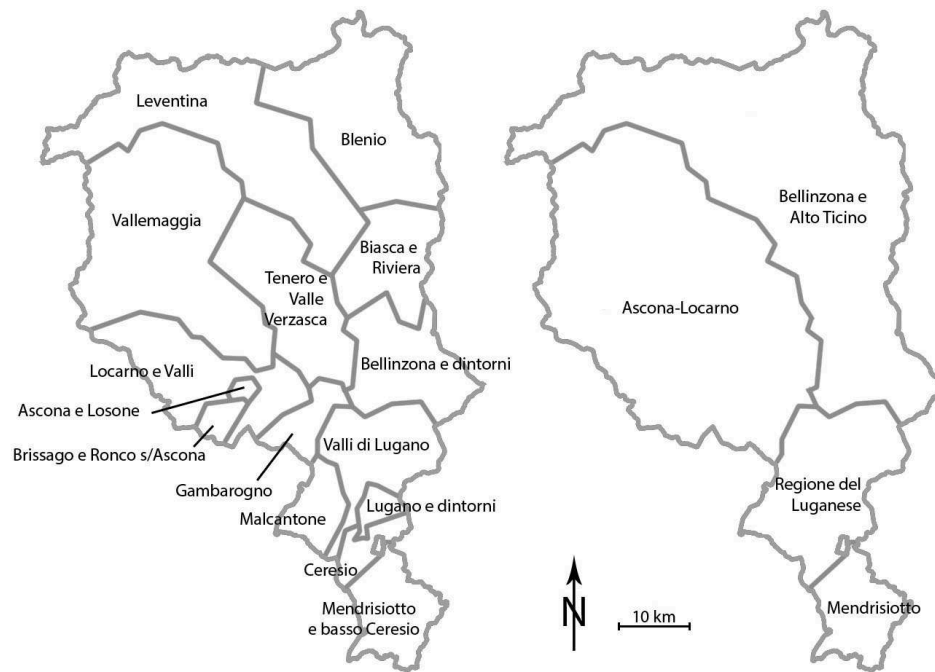 Leventina
Blenio
Vallemaggia
Biasca e
Riviera
Tenero e
Valle
Verzasca
Locarno e Valli
Bellinzona e dintorni
Ascona e Losone
Brissago e Ronco s/Ascona
Valli di Lugano
Gambarogno
Malcantone
Lugano e dintorni
Ceresio
Mendrisiotto
e basso Ceresio
Bellinzona e
Alto Ticino
Ascona-Locarno
Regione del
Luganese
Mendrisiotto
N
10 km